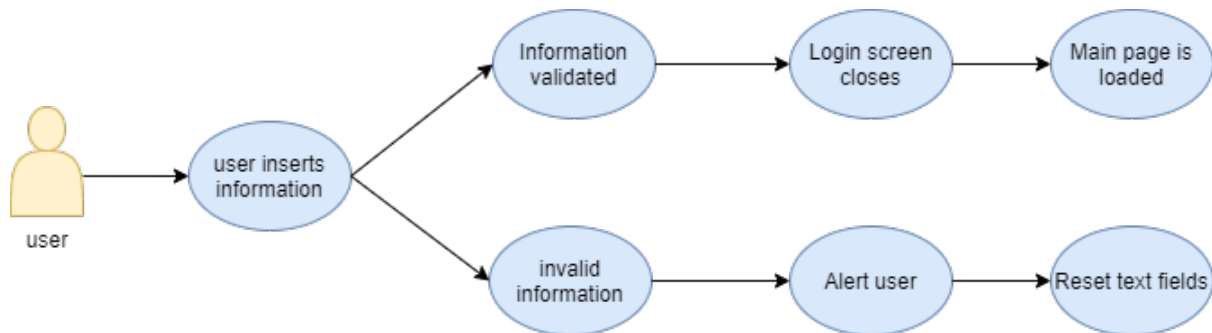 Information
validated
Login screen
closes
Main page is
loaded
user inserts
information
user
invalid
information
Alert user
Reset text fields